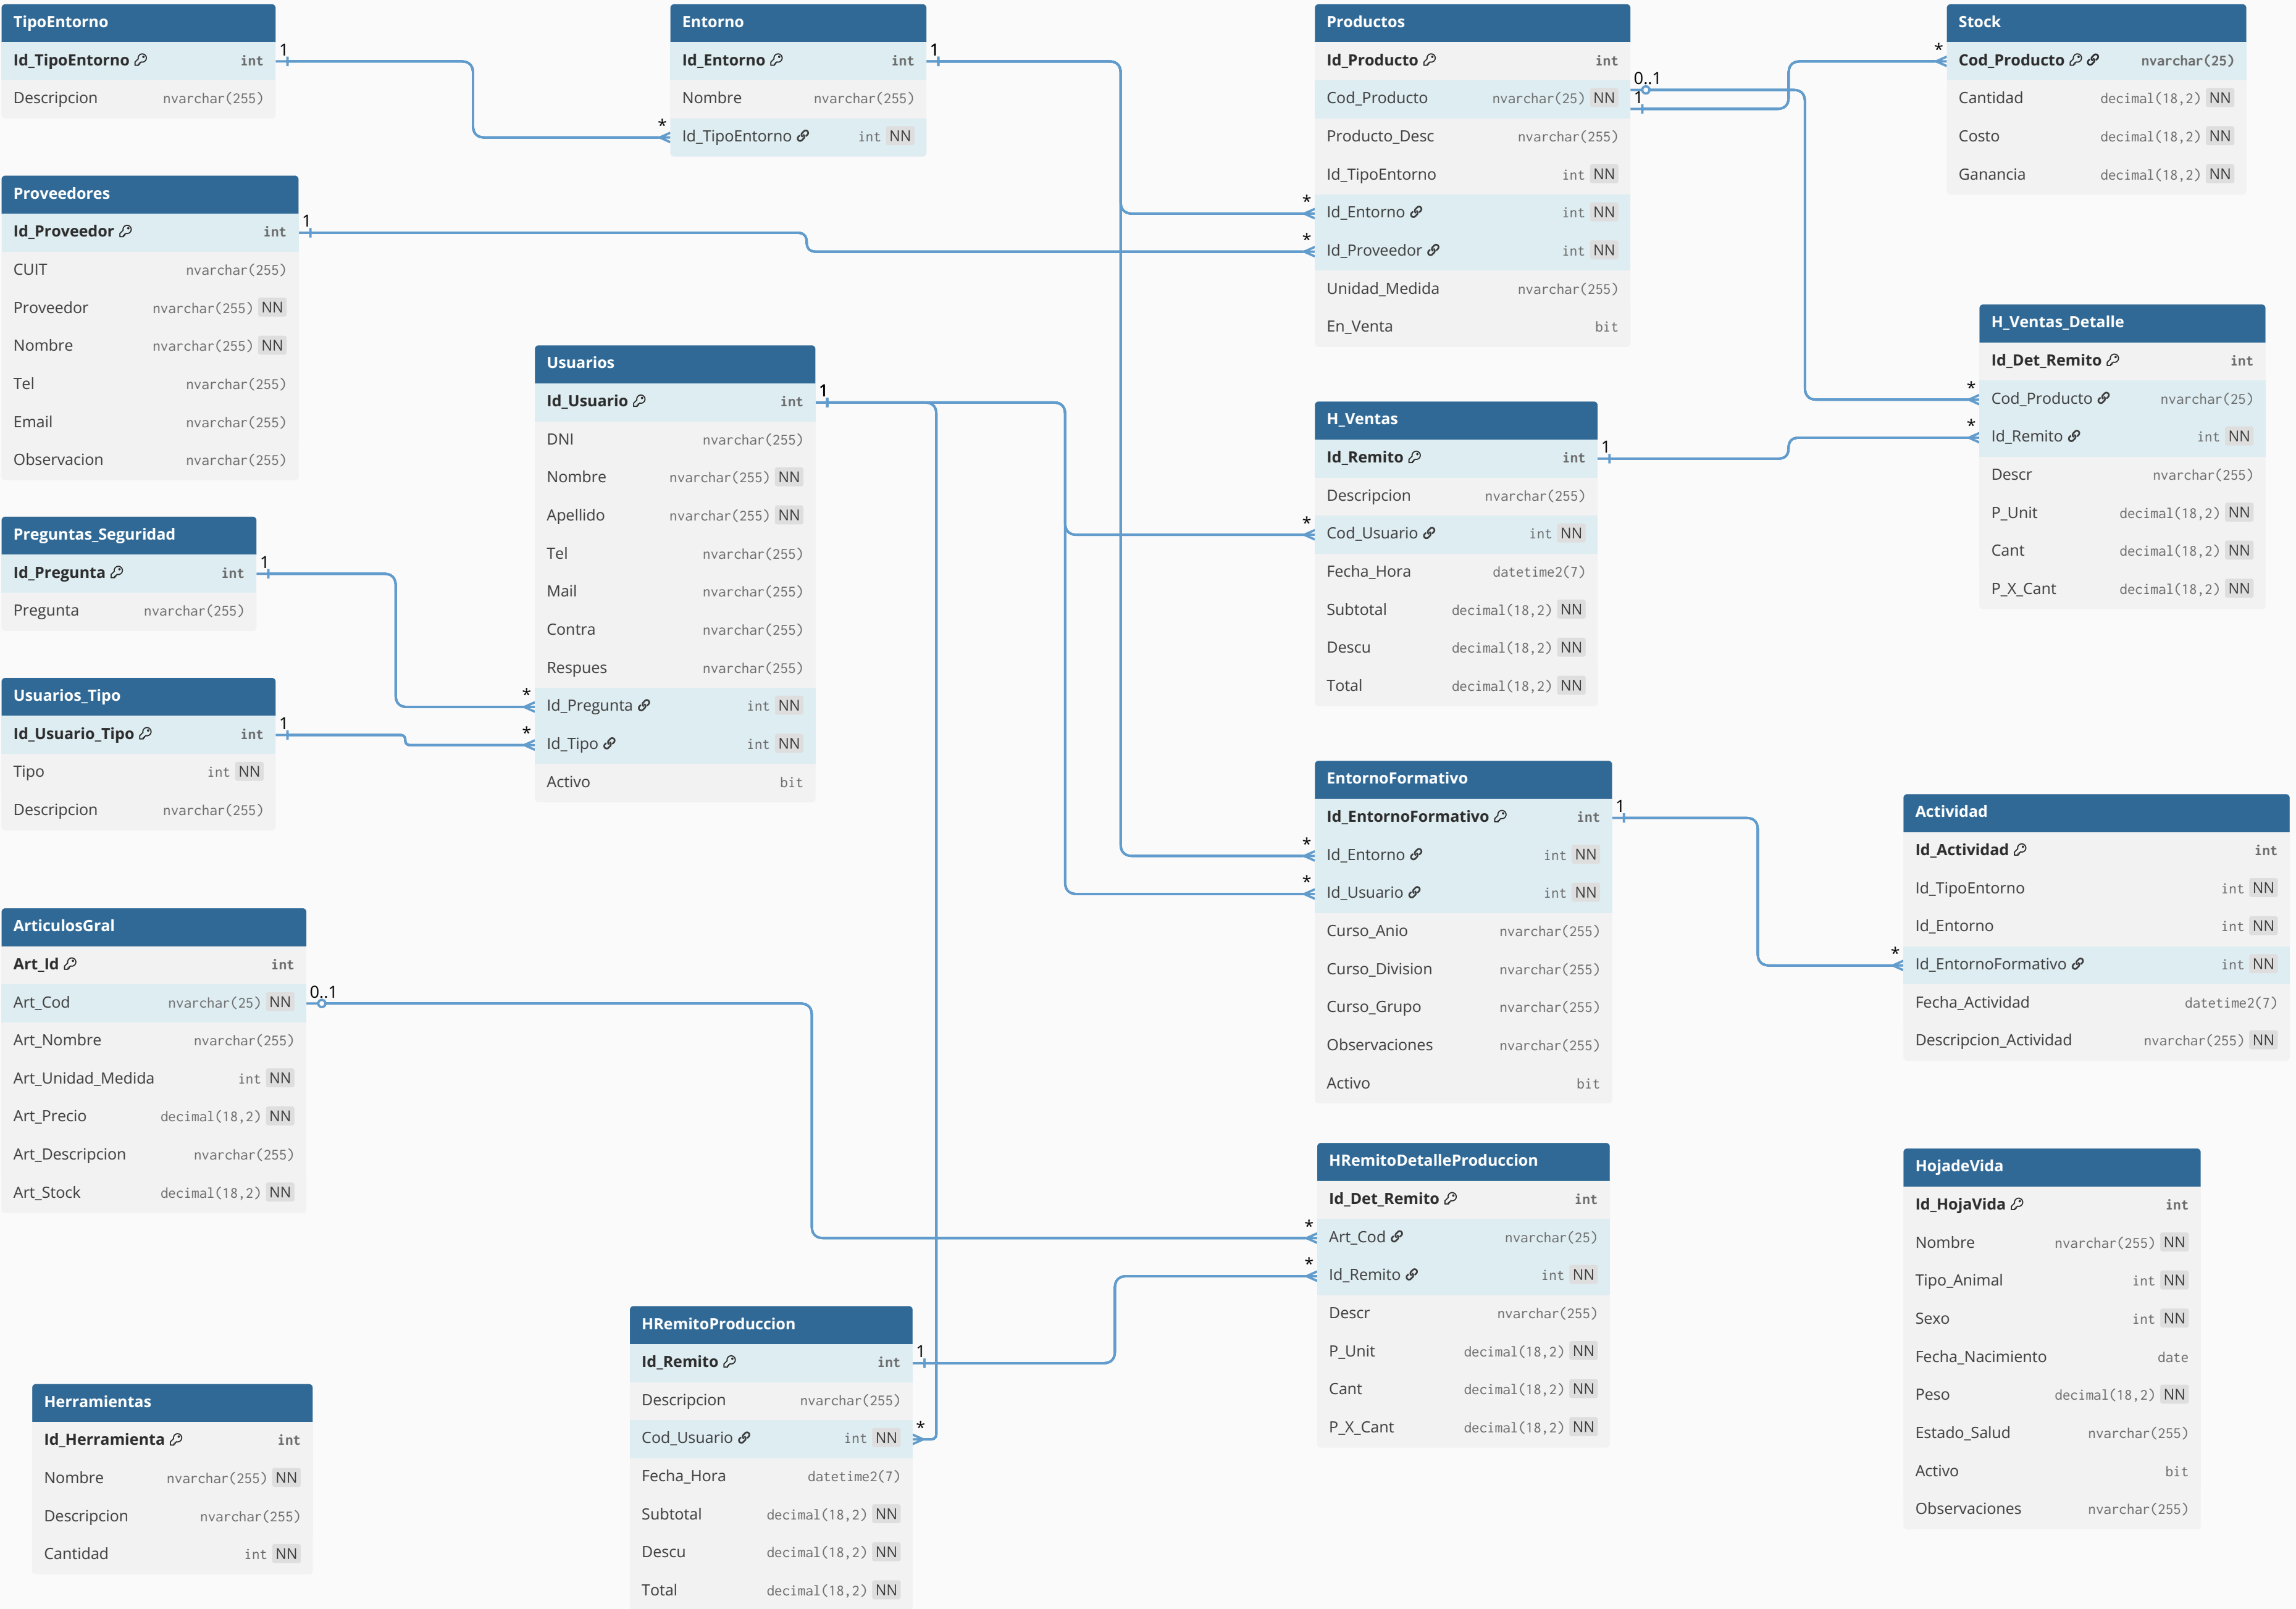 TipoEntorno
Id_TipoEntorno int
Descripcion nvarchar(255)
1
*
Entorno
Id_Entorno int
Nombre nvarchar(255)
Id_TipoEntorno int NN
1
Productos
Id_Producto int
Cod_Producto nvarchar(25) NN
Producto_Desc nvarchar(255)
Id_TipoEntorno int NN
Id_Entorno int NN
Id_Proveedor int NN
Unidad_Medida nvarchar(255)
En_Venta bit
*
*
0..1
1
*
Stock
Cod_Producto nvarchar(25)
Cantidad decimal(18,2) NN
Costo decimal(18,2) NN
Ganancia decimal(18,2) NN
Proveedores
Id_Proveedor int
CUIT nvarchar(255)
Proveedor nvarchar(255) NN
Nombre nvarchar(255) NN
Tel nvarchar(255)
Email nvarchar(255)
Observacion nvarchar(255)
1
H_Ventas_Detalle
Id_Det_Remito int
Cod_Producto nvarchar(25)
Id_Remito int NN
Descr nvarchar(255)
P_Unit decimal(18,2) NN
Cant decimal(18,2) NN
P_X_Cant decimal(18,2) NN
*
*
Usuarios
Id_Usuario int
DNI nvarchar(255)
Nombre nvarchar(255) NN
Apellido nvarchar(255) NN
Tel nvarchar(255)
Mail nvarchar(255)
Contra nvarchar(255)
Respues nvarchar(255)
Id_Pregunta int NN
Id_Tipo int NN
Activo bit
1
*
*
H_Ventas
Id_Remito int
Descripcion nvarchar(255)
Cod_Usuario int NN
Fecha_Hora datetime2(7)
Subtotal decimal(18,2) NN
Descu decimal(18,2) NN
Total decimal(18,2) NN
1
*
Preguntas_Seguridad
Id_Pregunta int
Pregunta nvarchar(255)
1
Usuarios_Tipo
Id_Usuario_Tipo int
Tipo int NN
Descripcion nvarchar(255)
1
EntornoFormativo
Id_EntornoFormativo int
Id_Entorno int NN
Id_Usuario int NN
Curso_Anio nvarchar(255)
Curso_Division nvarchar(255)
Curso_Grupo nvarchar(255)
Observaciones nvarchar(255)
Activo bit
1
*
*
Actividad
Id_Actividad int
Id_TipoEntorno int NN
Id_Entorno int NN
Id_EntornoFormativo int NN
Fecha_Actividad datetime2(7)
Descripcion_Actividad nvarchar(255) NN
*
ArticulosGral
Art_Id int
Art_Cod nvarchar(25) NN
Art_Nombre nvarchar(255)
Art_Unidad_Medida int NN
Art_Precio decimal(18,2) NN
Art_Descripcion nvarchar(255)
Art_Stock decimal(18,2) NN
0..1
HRemitoDetalleProduccion
Id_Det_Remito int
Art_Cod nvarchar(25)
Id_Remito int NN
Descr nvarchar(255)
P_Unit decimal(18,2) NN
Cant decimal(18,2) NN
P_X_Cant decimal(18,2) NN
*
*
HojadeVida
Id_HojaVida int
Nombre nvarchar(255) NN
Tipo_Animal int NN
Sexo int NN
Fecha_Nacimiento date
Peso decimal(18,2) NN
Estado_Salud nvarchar(255)
Activo bit
Observaciones nvarchar(255)
HRemitoProduccion
Id_Remito int
Descripcion nvarchar(255)
Cod_Usuario int NN
Fecha_Hora datetime2(7)
Subtotal decimal(18,2) NN
Descu decimal(18,2) NN
Total decimal(18,2) NN
1
*
Herramientas
Id_Herramienta int
Nombre nvarchar(255) NN
Descripcion nvarchar(255)
Cantidad int NN